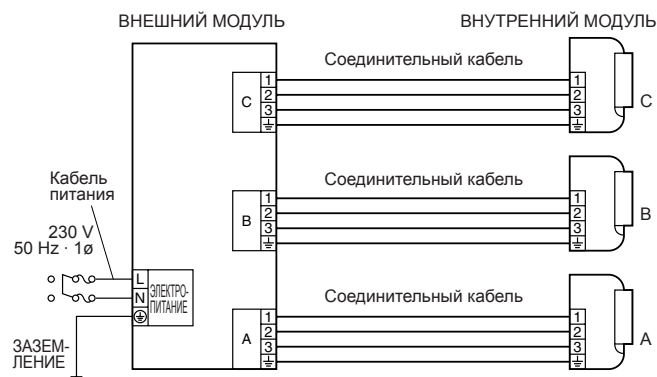 ВНЕШНИЙ МОДУЛЬ
ВНУТРЕННИЙ МОДУЛЬ
Соединительный кабель
C
1
2
3
1
2
3
C
Соединительный кабель
B
1
2
3
1
2
3
B
Кабель
питания
230 V
50 Hz · 1ø
L
N
ЭЛЕКТРО-
ПИТАНИЕ
Соединительный кабель
A
1
2
3
1
2
3
A
ЗАЗЕМ-
ЛЕНИЕ